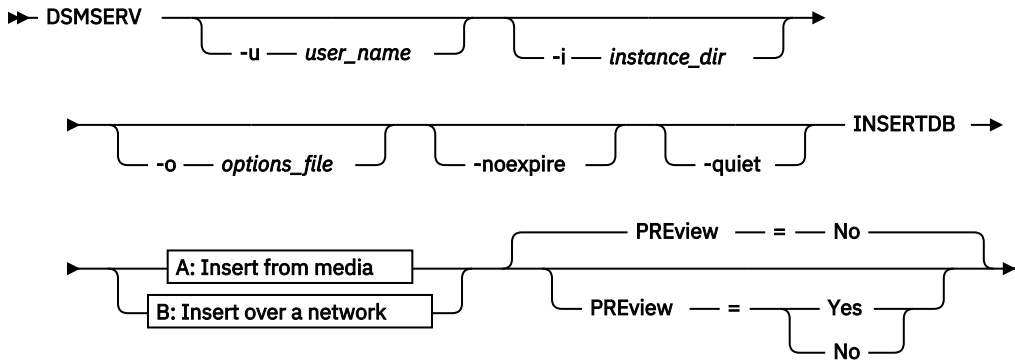 DSMSERV
-u user_name
-i instance_dir
INSERTDB
-o options_file
-noexpire
-quiet
PREview = No
A: Insert from media
B: Insert over a network
PREview = Yes
No